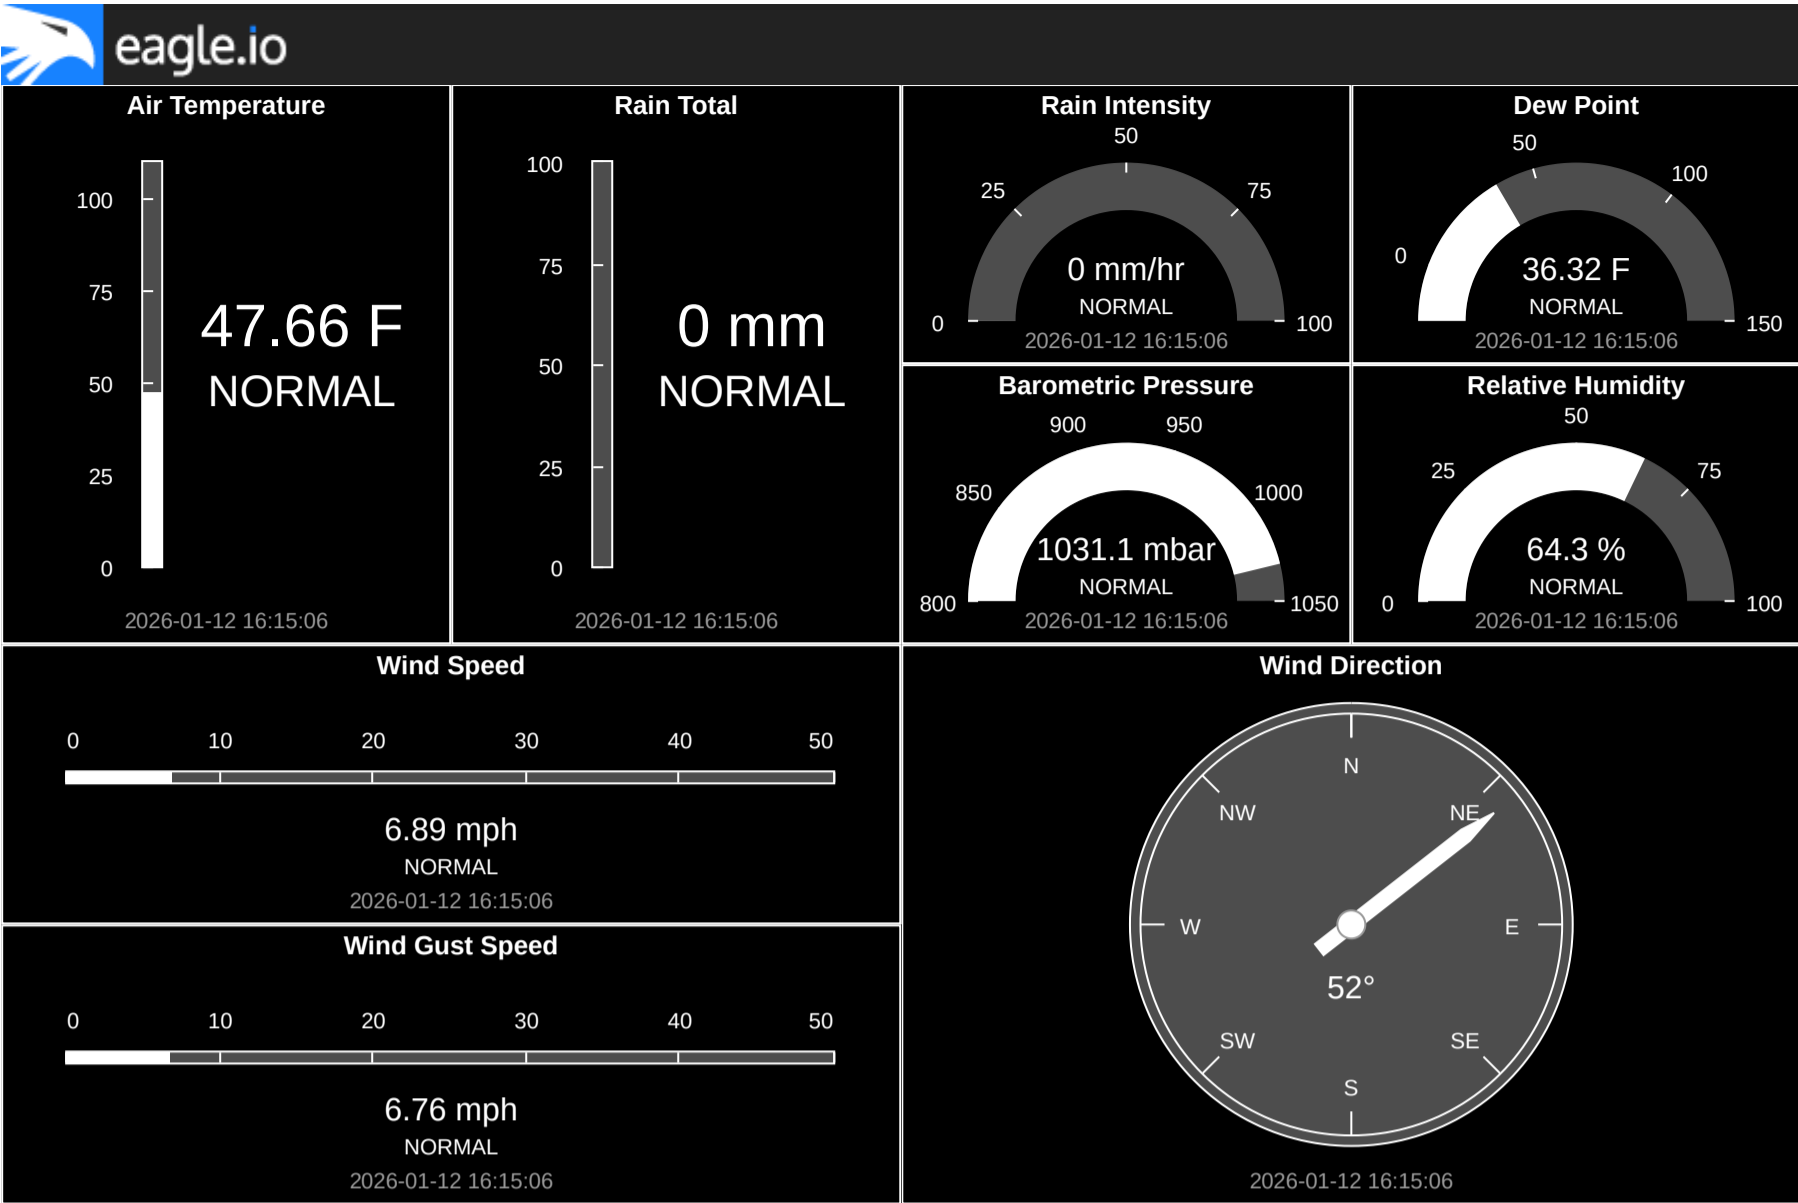 eagle.io
Air Temperature
100
75
50
25
0
47.66 F
NORMAL
2026-01-12 16:15:06
Rain Total
100
75
50
25
0
0 mm
NORMAL
2026-01-12 16:15:06
Rain Intensity
0
25
50
75
100
0 mm/hr
NORMAL
2026-01-12 16:15:06
Dew Point
0
50
100
150
36.32 F
NORMAL
2026-01-12 16:15:06
Barometric Pressure
800
850
900
950
1000
1050
1031.1 mbar
NORMAL
2026-01-12 16:15:06
Relative Humidity
0
25
50
75
100
64.3 %
NORMAL
2026-01-12 16:15:06
Wind Speed
0 10 20 30 40 50
6.89 mph
NORMAL
2026-01-12 16:15:06
Wind Gust Speed
0 10 20 30 40 50
6.76 mph
NORMAL
2026-01-12 16:15:06
Wind Direction
N
NW NE
W E
52°
SW SE
S
2026-01-12 16:15:06